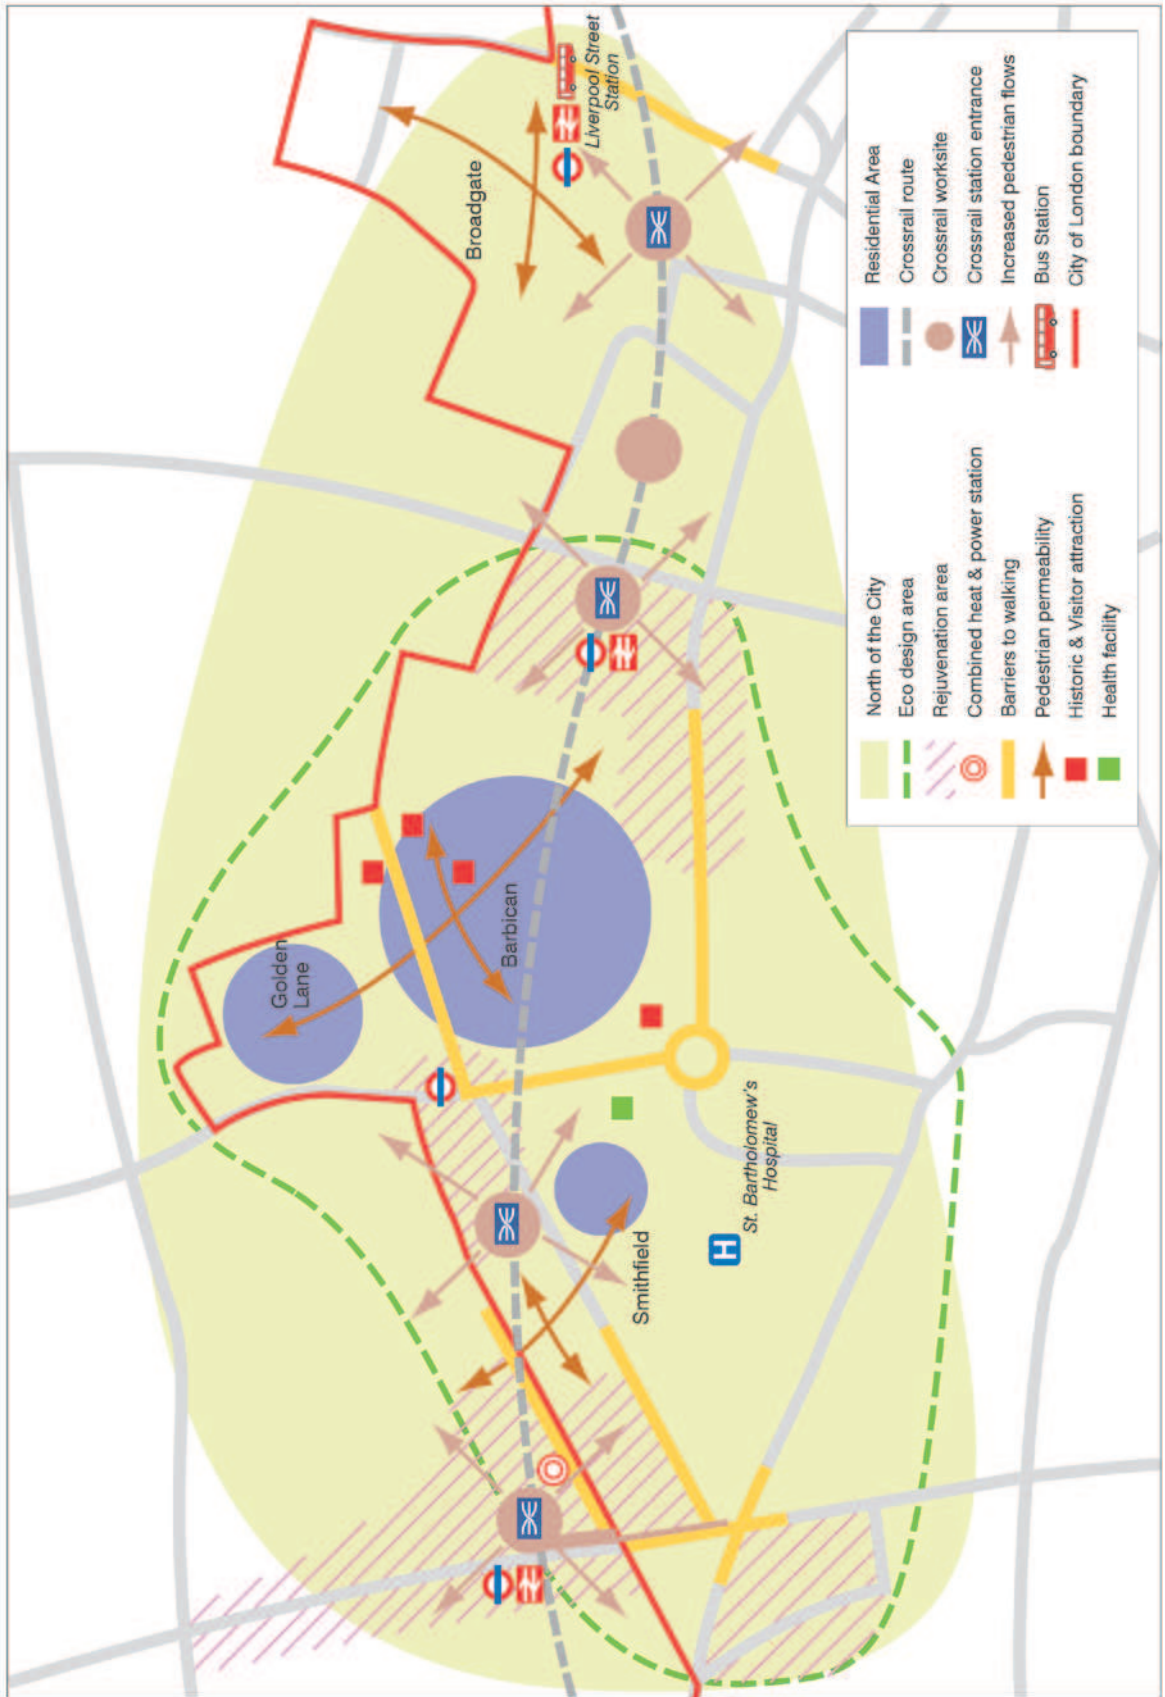 Broadgate
Liverpool Street
Station
Golden
Lane
Barbican
Smithfield
St. Bartholomew's
Hospital
H
North of the City
Eco design area
Rejuvenation area
Combined heat & power station
Barriers to walking
Pedestrian permeability
Historic & Visitor attraction
Health facility
Residential Area
Crossrail route
Crossrail worksite
Crossrail station entrance
Increased pedestrian flows
Bus Station
City of London boundary